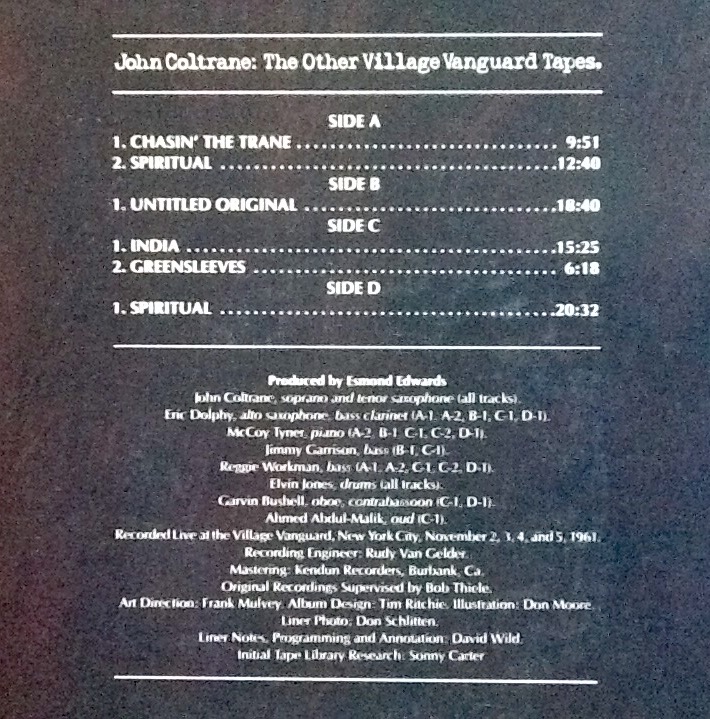 John Coltrane: The Other Village Vanguard Tapes.
SIDE A
1. CHASIN' THE TRANE ................................. 9:51
2. SPIRITUAL ............................................12:40
SIDE B
1. UNTITLED ORIGINAL .................................18:40
SIDE C
1. INDIA ................................................15:25
2. GREENSLEEVES ....................................... 6:18
SIDE D
1. SPIRITUAL ............................................20:32
Produced by Esmond Edwards
John Coltrane, soprano and tenor saxophone (all tracks).
Eric Dolphy, alto saxophone, bass clarinet (A-1, A-2, B-1, C-1, D-1).
McCoy Tyner, piano (A-2, B-1, C-1, C-2, D-1).
Jimmy Garrison, bass (B-1, C-1).
Reggie Workman, bass (A-1, A-2, C-1, C-2, D-1).
Elvin Jones, drums (all tracks).
Garvin Bushell, oboe, contrabassoon (C-1, D-1).
Ahmed Abdul-Malik, oud (C-1).
Recorded Live at the Village Vanguard, New York City, November 2, 3, 4, and 5, 1961.
Recording Engineer: Rudy Van Gelder.
Mastering: Kendun Recorders, Burbank, Ca.
Original Recordings Supervised by Bob Thiele.
Art Direction: Frank Mulvey. Album Design: Tim Ritchie. Illustration: Don Moore.
Liner Photo: Don Schlitten.
Liner Notes, Programming and Annotation: David Wild.
Initial Tape Library Research: Sonny Carter